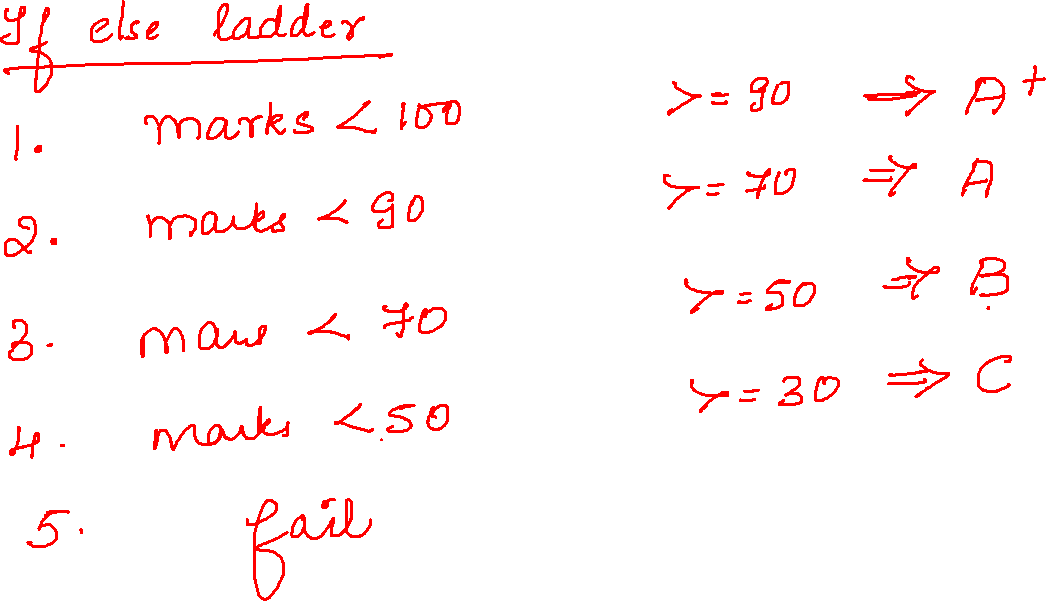 If else ladder
1. marks < 100 >= 90 ⇒ A+
2. marks < 90 >= 70 ⇒ A
3. < 70 >= 50 ⇒ B
4. marks < 50 >= 30 ⇒ C
5. fail